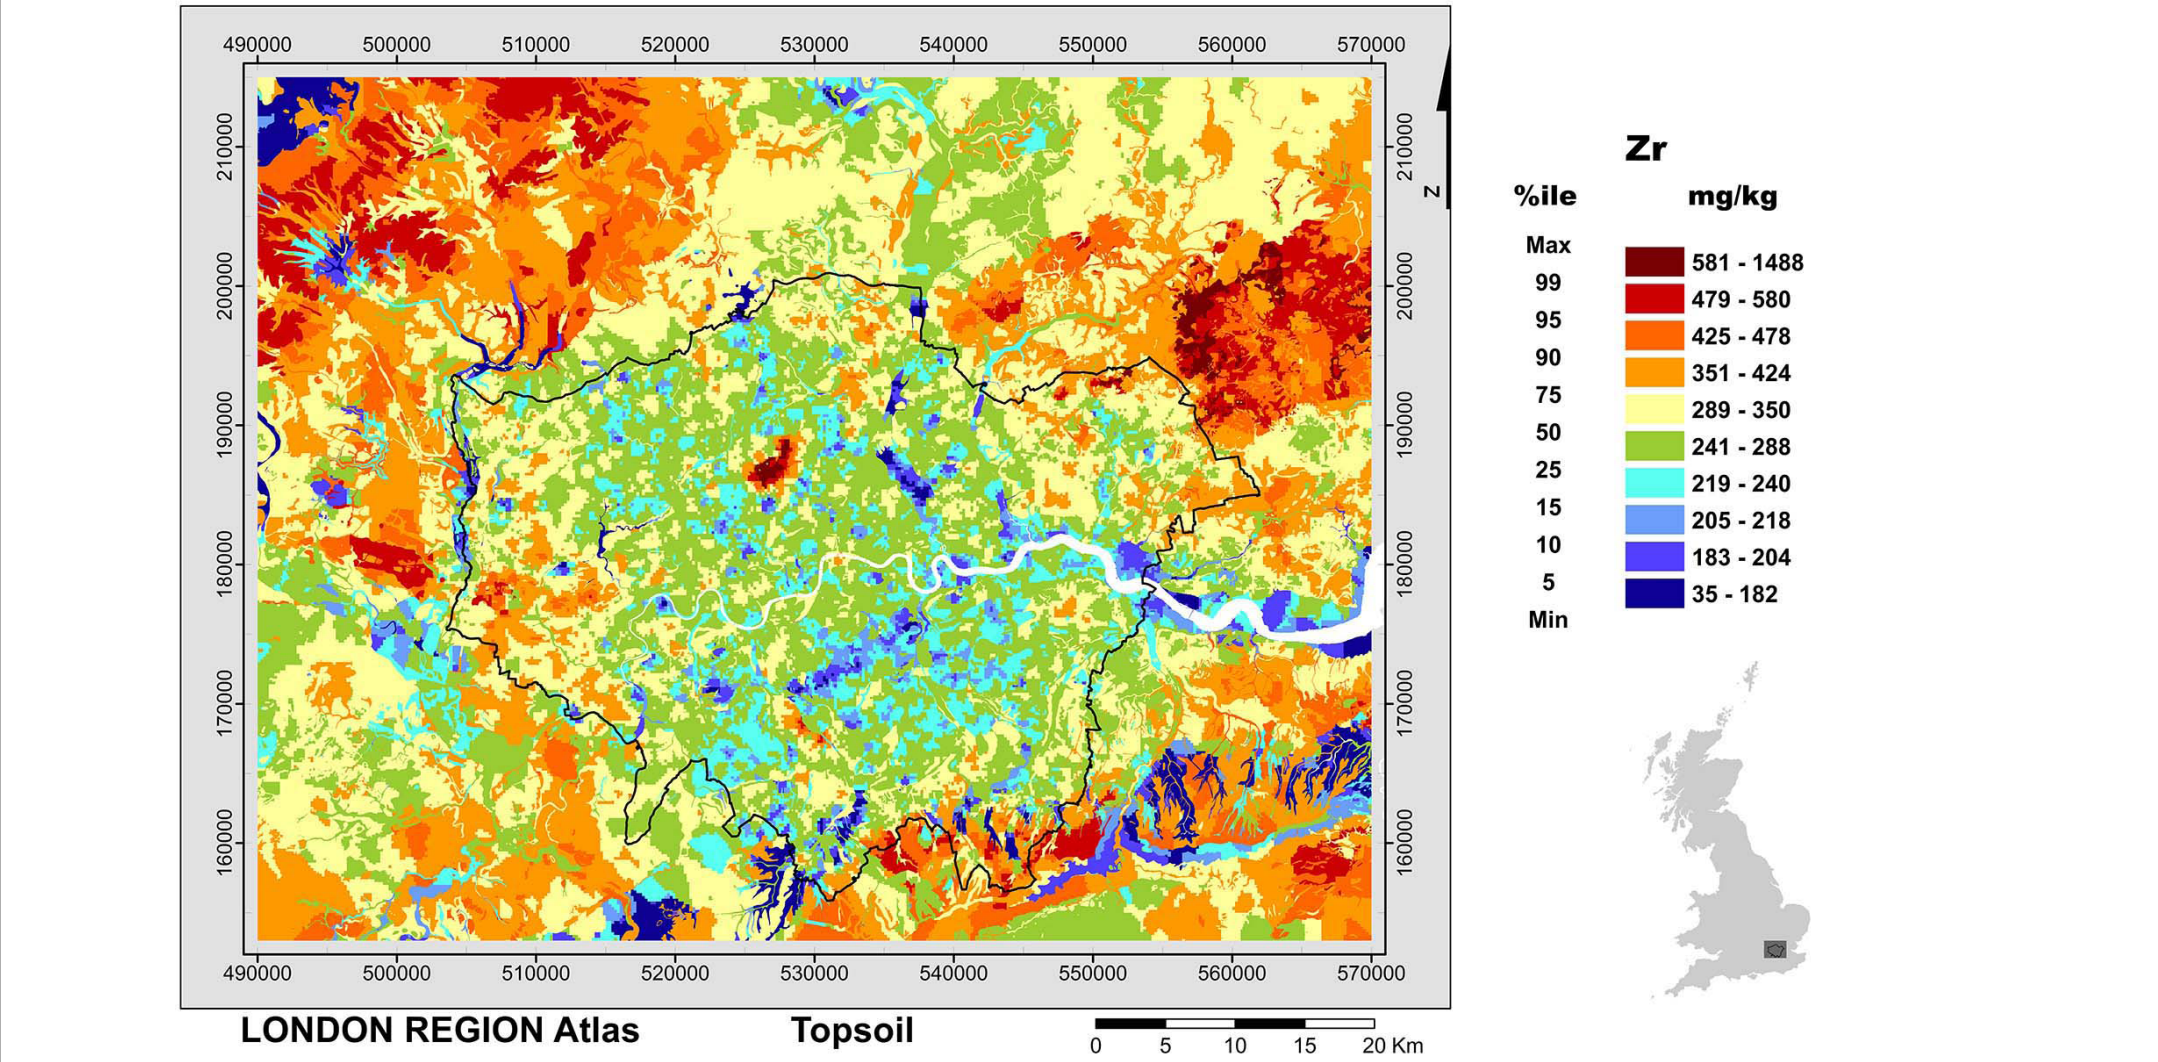 490000 500000 510000 520000 530000 540000 550000 560000 570000
210000
200000
190000
180000
170000
160000
210000
200000
190000
180000
170000
160000
490000 500000 510000 520000 530000 540000 550000 560000 570000
N
LONDON REGION Atlas Topsoil
0 5 10 15 20 Km
Zr
%ile mg/kg
Max
581 - 1488
99
479 - 580
95
425 - 478
90
351 - 424
75
289 - 350
50
241 - 288
25
219 - 240
15
205 - 218
10
183 - 204
5
35 - 182
Min